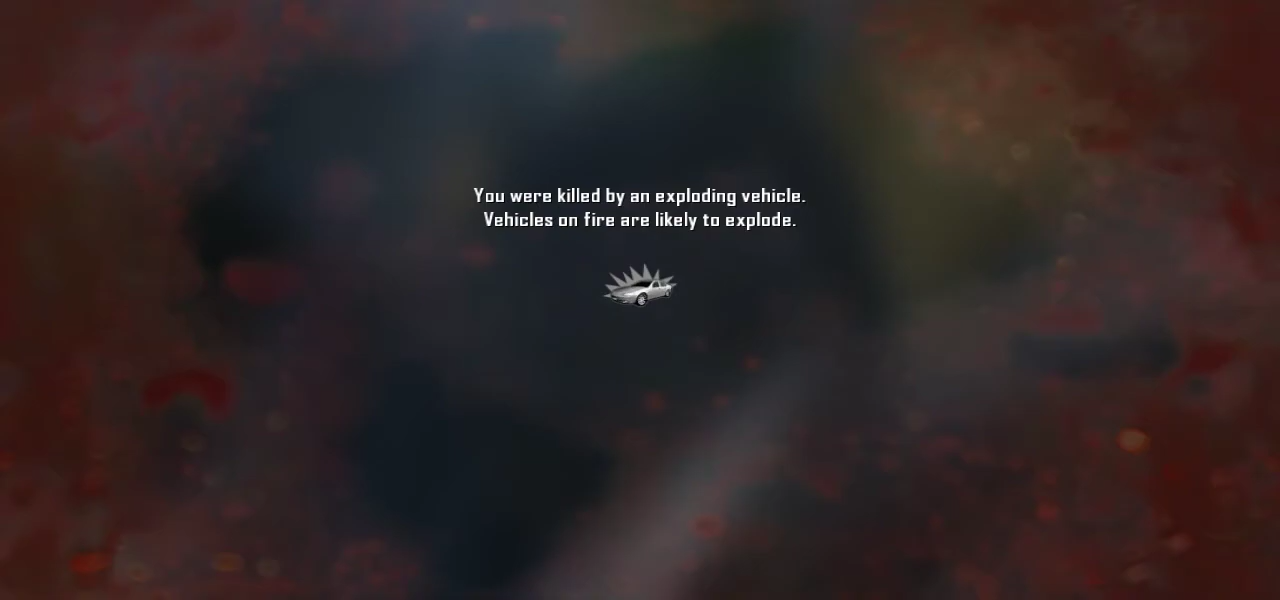 You were killed by an exploding vehicle.
Vehicles on fire are likely to explode.